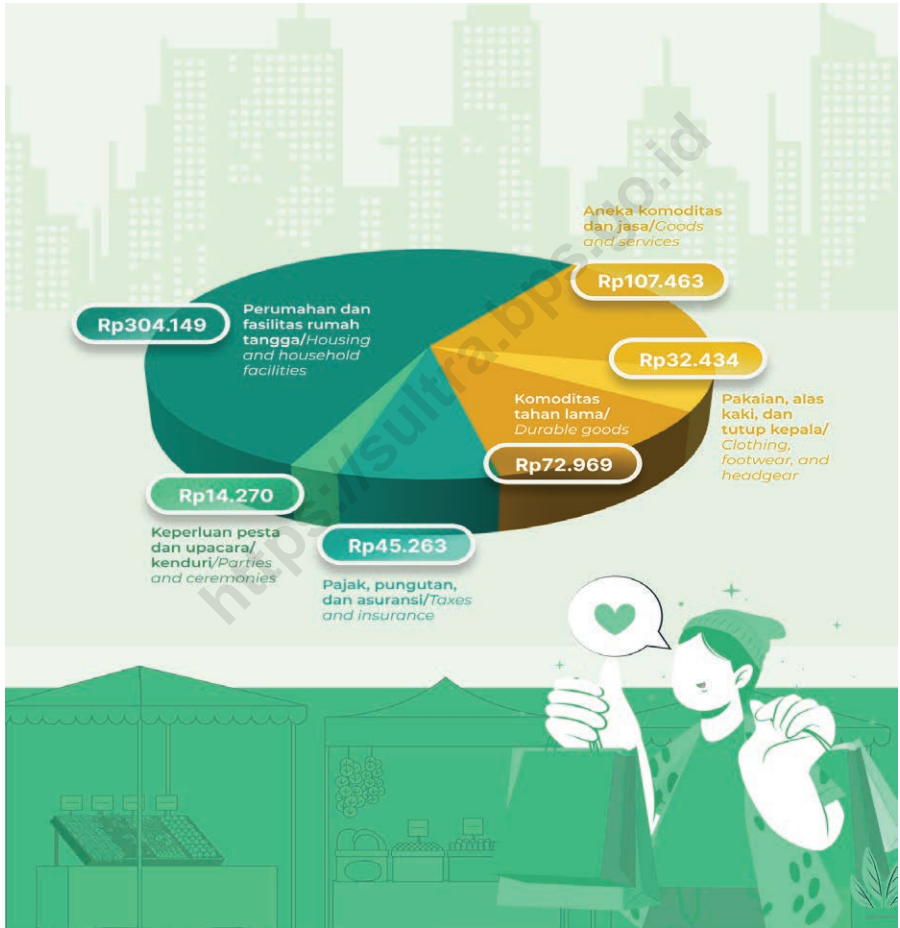 Aneka komoditas
dan jasa/Goods
and services
Rp107.463
Rp304.149
Perumahan dan
fasilitas rumah
tangga/Housing
and household
facilities
Rp32.434
Pakaian, alas
kaki, dan
tutup kepala/
Clothing,
footwear, and
headgear
Komoditas
tahan lama/
Durable goods
Rp72.969
Rp14.270
Keperluan pesta
dan upacara/
kenduri/Parties
and ceremonies
Rp45.263
Pajak, pungutan,
dan asuransi/Taxes
and insurance
https://sultra.bps.go.id